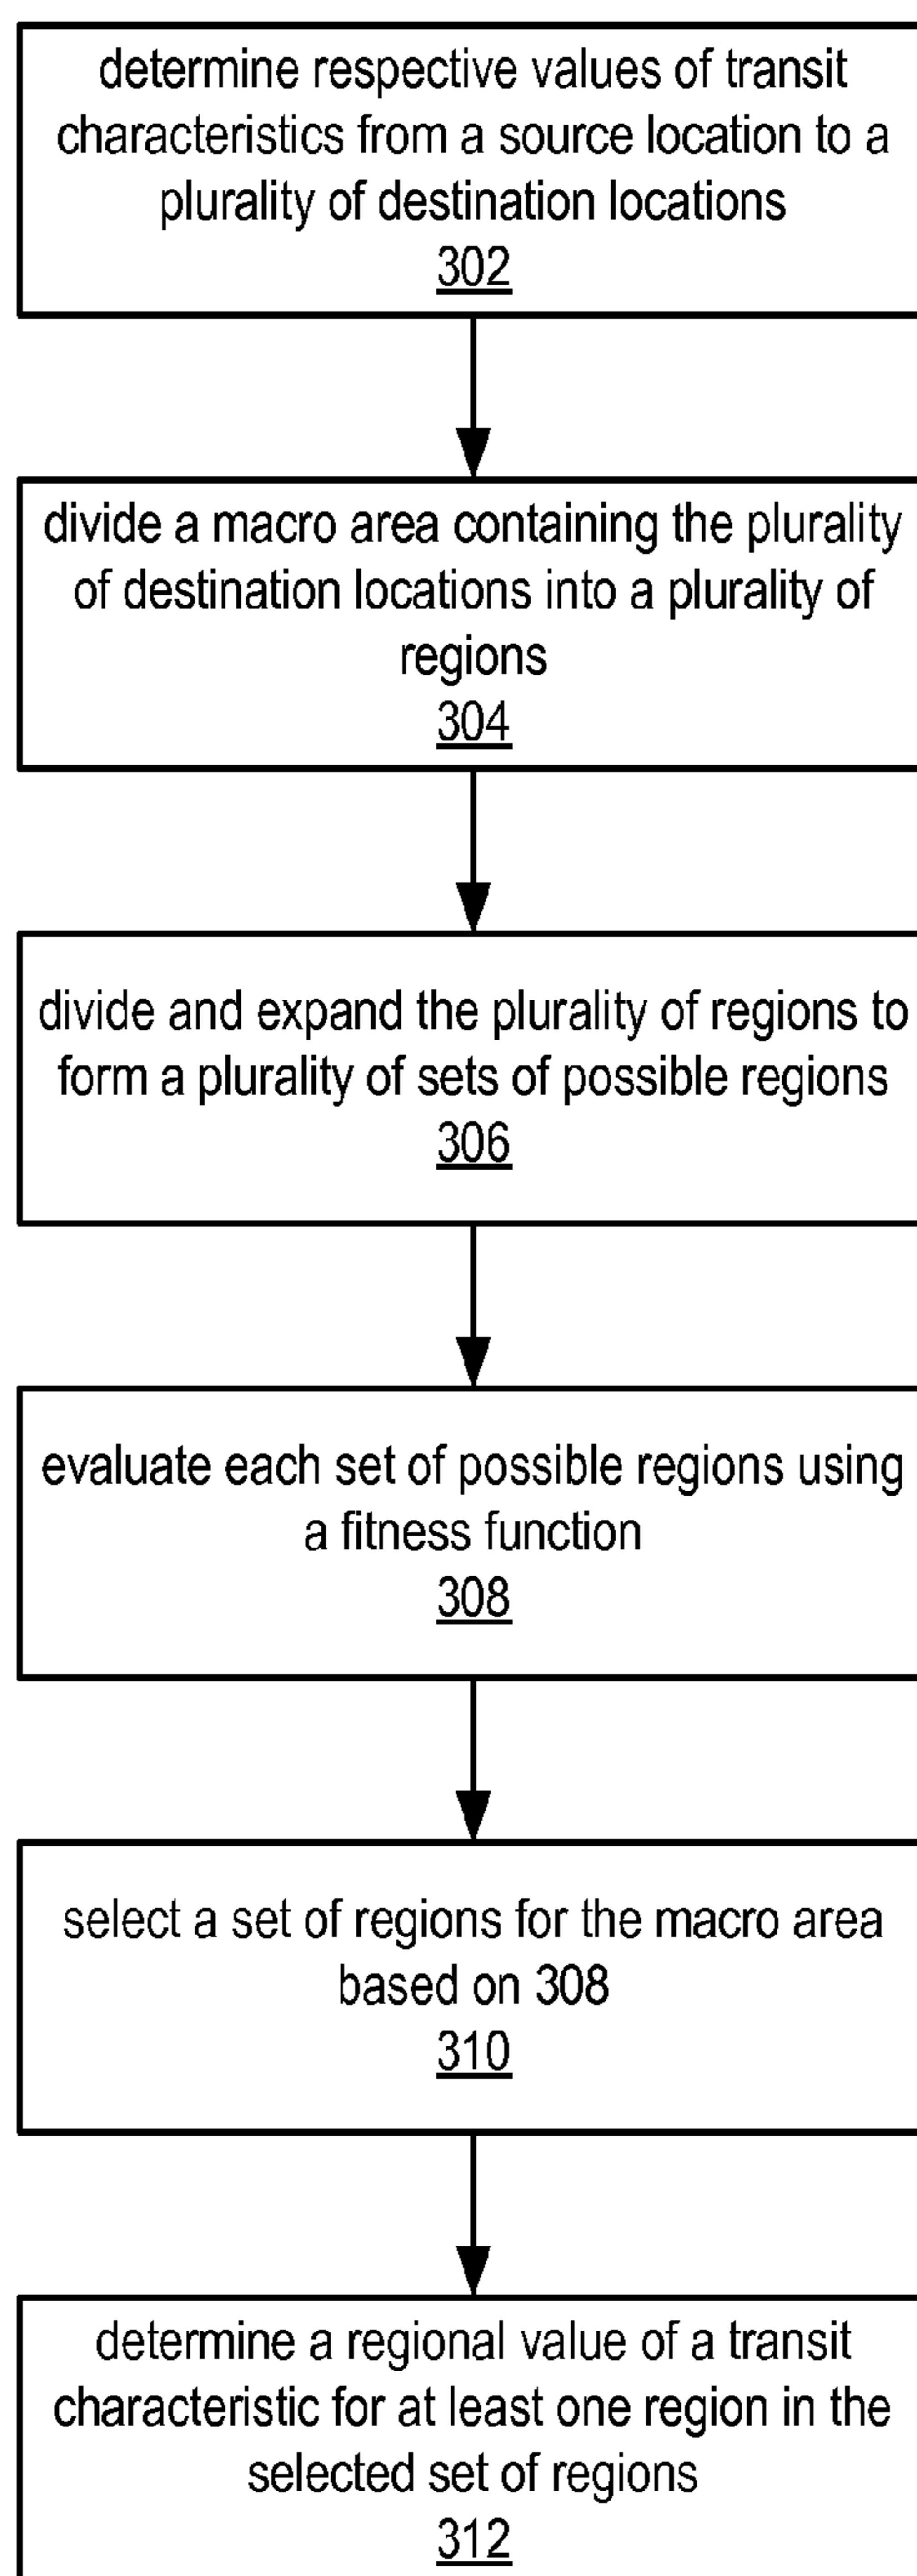 determine respective values of transit
characteristics from a source location to a
plurality of destination locations
302
divide a macro area containing the plurality
of destination locations into a plurality of
regions
304
divide and expand the plurality of regions to
form a plurality of sets of possible regions
306
evaluate each set of possible regions using
a fitness function
308
select a set of regions for the macro area
based on 308
310
determine a regional value of a transit
characteristic for at least one region in the
selected set of regions
312